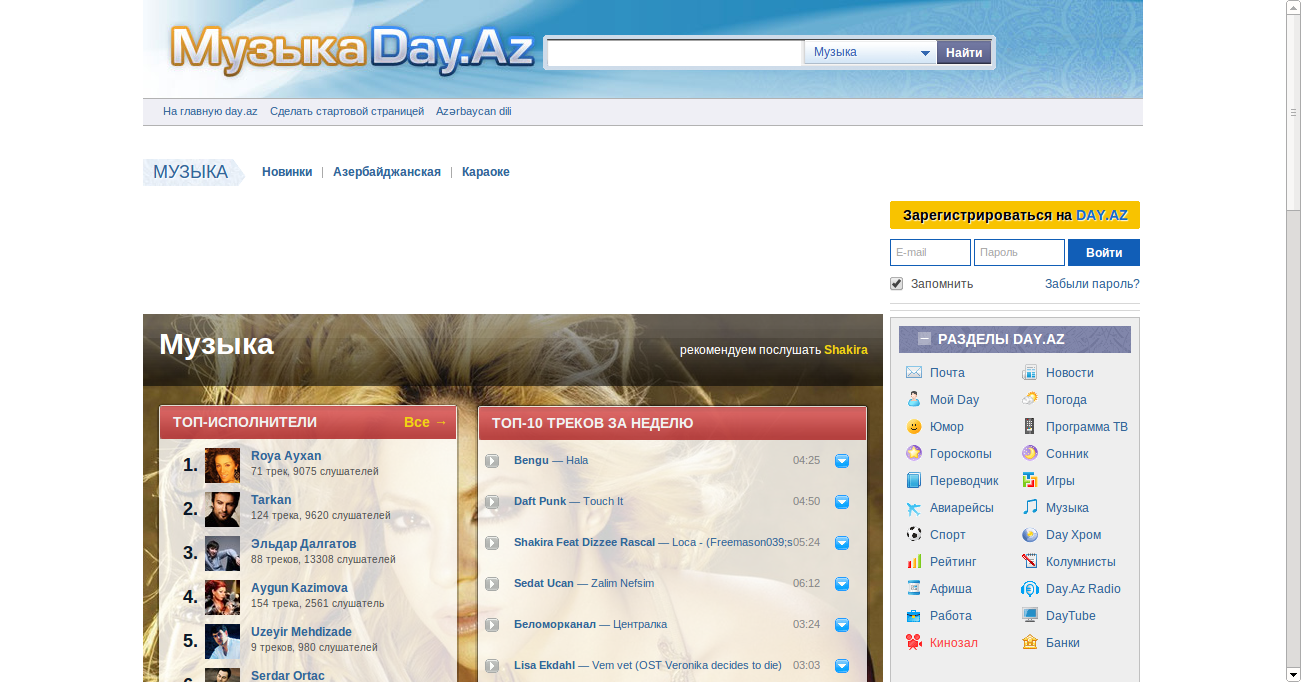 МузыкаDay.Az
Музыка
Найти
На главную day.az Сделать стартовой страницей Azərbaycan dili
МУЗЫКА
Новинки | Азербайджанская | Караоке
Зарегистрироваться на DAY.AZ
E-mail
Пароль
Войти
Запомнить
Забыли пароль?
Музыка
рекомендуем послушать Shakira
ТОП-ИСПОЛНИТЕЛИ
Все →
1. Roya Ayxan
71 трек, 9075 слушателей
2. Tarkan
124 трека, 9620 слушателей
3. Эльдар Далгатов
88 треков, 13308 слушателей
4. Aygun Kazimova
154 трека, 2561 слушатель
5. Uzeyir Mehdizade
9 треков, 980 слушателей
Serdar Ortac
ТОП-10 ТРЕКОВ ЗА НЕДЕЛЮ
Bengu — Hala 04:25
Daft Punk — Touch It 04:50
Shakira Feat Dizzee Rascal — Loca - (Freemason039;s 05:24
Sedat Ucan — Zalim Nefsim 06:12
Беломорканал — Централка 03:24
Lisa Ekdahl — Vem vet (OST Veronika decides to die) 03:03
РАЗДЕЛЫ DAY.AZ
Почта Новости
Мой Day Погода
Юмор Программа ТВ
Гороскопы Сонник
Переводчик Игры
Авиарейсы Музыка
Спорт Day Хром
Рейтинг Колумнисты
Афиша Day.Az Radio
Работа DayTube
Кинозал Банки